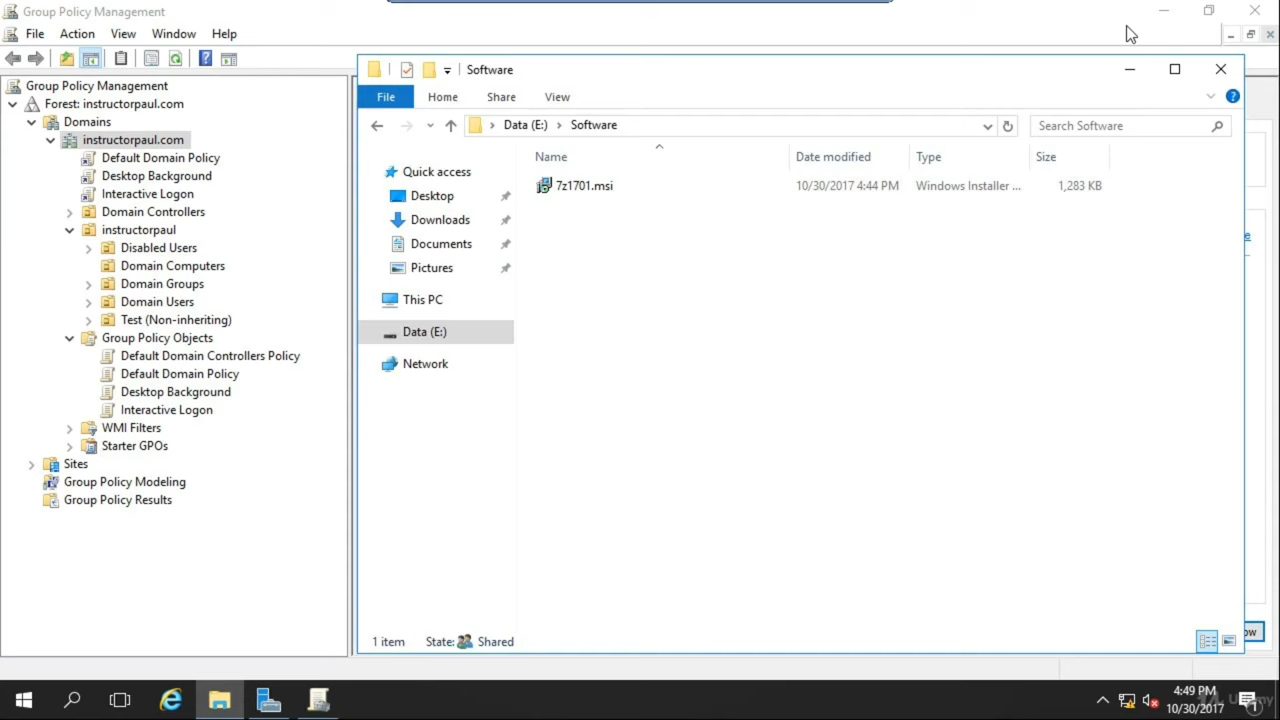 Group Policy Management
File Action View Window Help
Group Policy Management
Forest: instructorpaul.com
Domains
instructorpaul.com
Default Domain Policy
Desktop Background
Interactive Logon
Domain Controllers
instructorpaul
Disabled Users
Domain Computers
Domain Groups
Domain Users
Test (Non-inheriting)
Group Policy Objects
Default Domain Controllers Policy
Default Domain Policy
Desktop Background
Interactive Logon
WMI Filters
Starter GPOs
Sites
Group Policy Modeling
Group Policy Results
Software
File Home Share View
Data (E:) Software
Search Software
Name Date modified Type Size
7z1701.msi 10/30/2017 4:44 PM Windows Installer ... 1,283 KB
Quick access
Desktop
Downloads
Documents
Pictures
This PC
Data (E:)
Network
1 item State: Shared
ow
4:49 PM
10/30/2017
1
Udemy